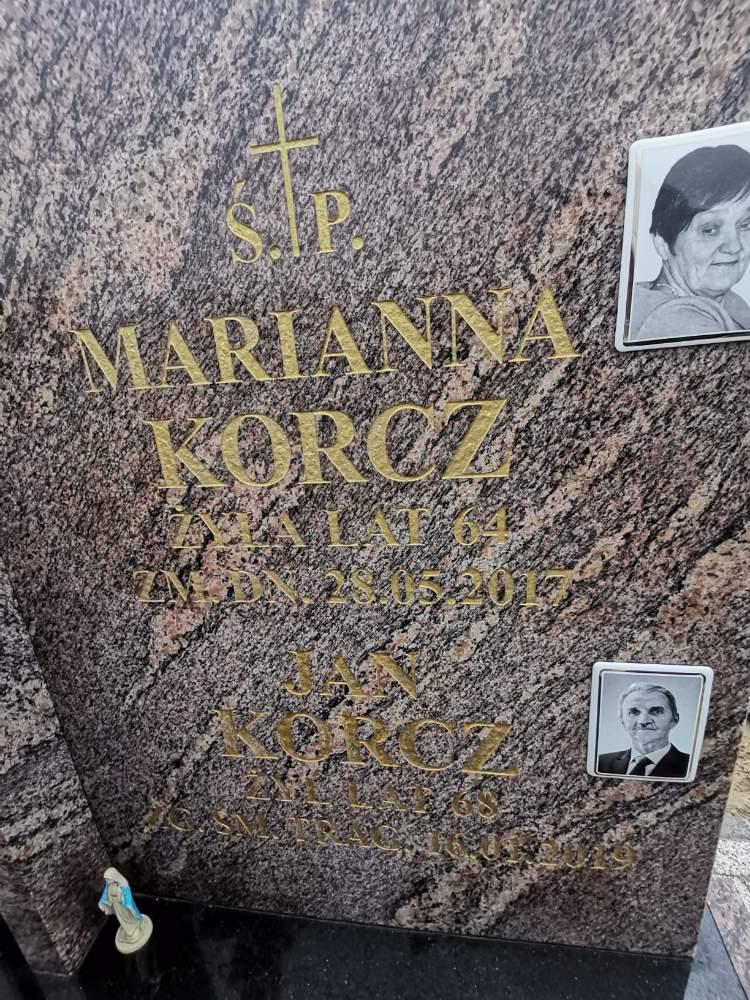 Ś. P.
MARIANNA
KORCZ
ŻYŁA LAT 64
ZM. DN. 28.05.2017
JAN
KORCZ
ŻYŁ LAT 68
ZG. ŚM. TRAG. 16.01.2019